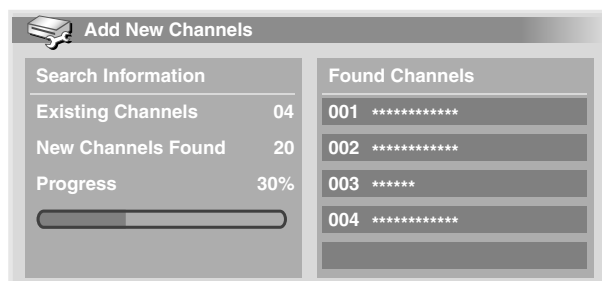 Add New Channels
Search Information
Existing Channels 04
New Channels Found 20
Progress 30%
Found Channels
001 ************
002 ************
003 ******
004 ************